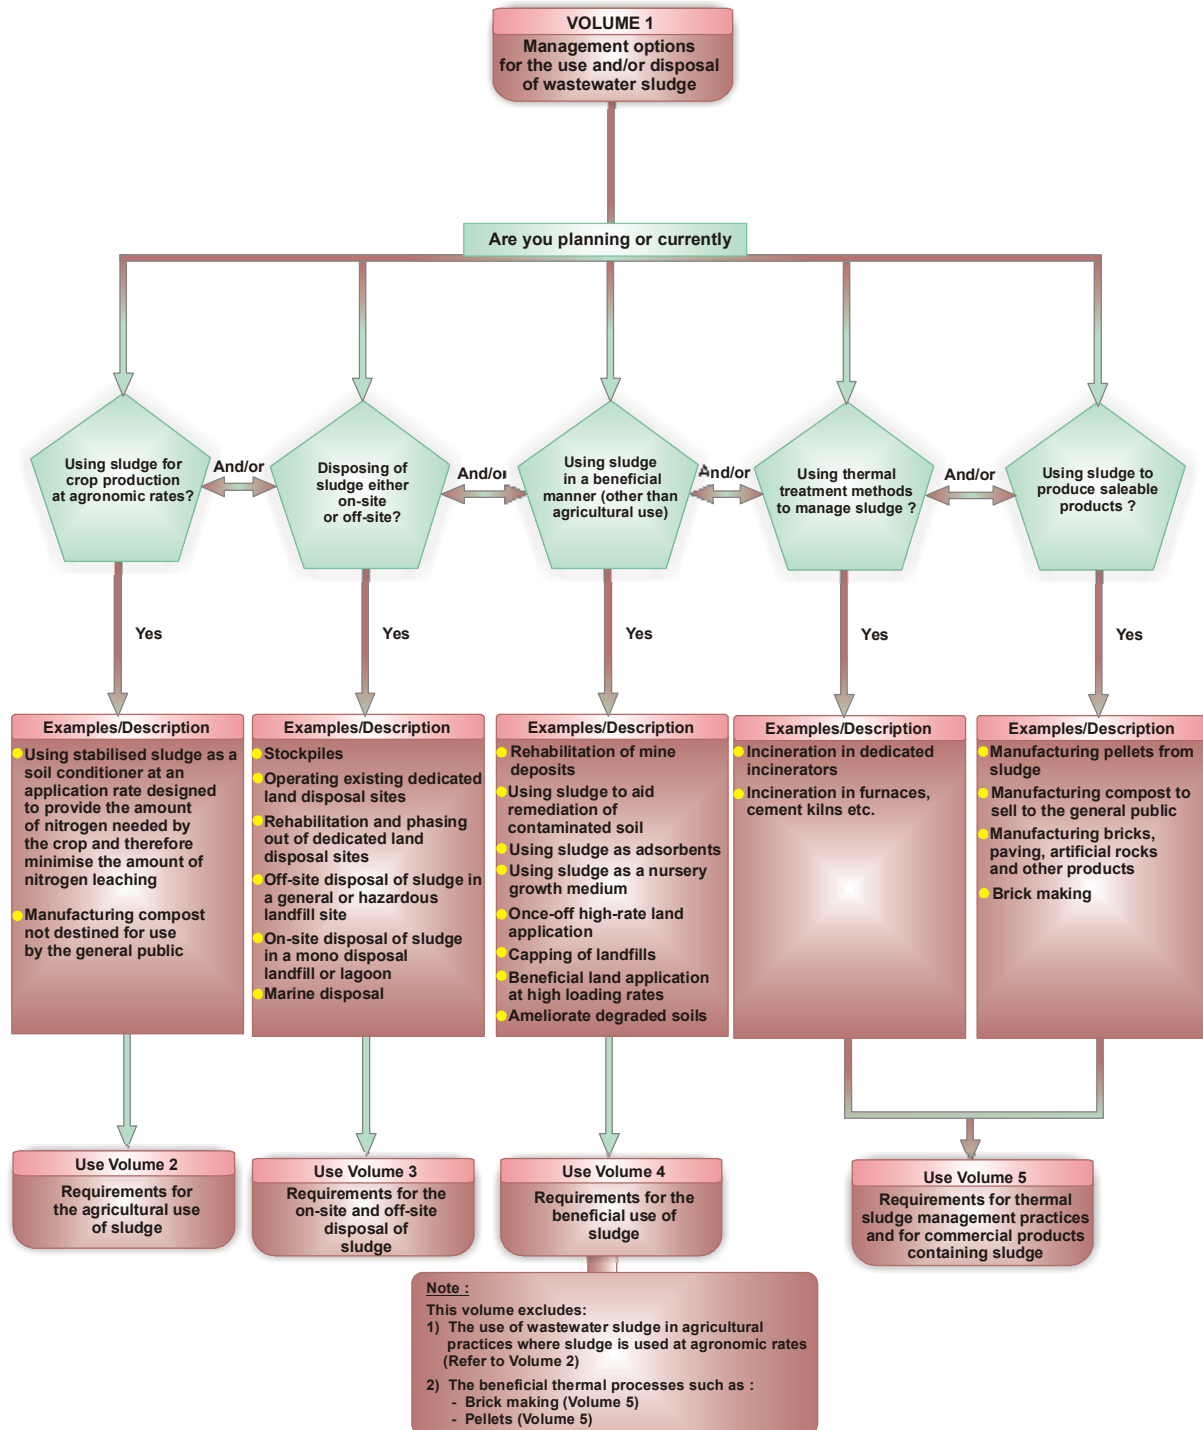 VOLUME 1
Management options
for the use and/or disposal
of wastewater sludge
Are you planning or currently
Using sludge for
crop production
at agronomic rates?
And/or
Disposing of
sludge either
on-site
or off-site?
And/or
Using sludge
in a beneficial
manner (other than
agricultural use)
And/or
Using thermal
treatment methods
to manage sludge ?
And/or
Using sludge to
produce saleable
products ?
Yes
Yes
Yes
Yes
Yes
Examples/Description
Using stabilised sludge as a
soil conditioner at an
application rate designed
to provide the amount
of nitrogen needed by
the crop and therefore
minimise the amount of
nitrogen leaching
Manufacturing compost
not destined for use
by the general public
Examples/Description
Stockpiles
Operating existing dedicated
land disposal sites
Rehabilitation and phasing
out of dedicated land
disposal sites
Off-site disposal of sludge in
a general or hazardous
landfill site
On-site disposal of sludge
in a mono disposal
landfill or lagoon
Marine disposal
Examples/Description
Rehabilitation of mine
deposits
Using sludge to aid
remediation of
contaminated soil
Using sludge as adsorbents
Using sludge as a nursery
growth medium
Once-off high-rate land
application
Capping of landfills
Beneficial land application
at high loading rates
Ameliorate degraded soils
Examples/Description
Incineration in dedicated
incinerators
Incineration in furnaces,
cement kilns etc.
Examples/Description
Manufacturing pellets from
sludge
Manufacturing compost to
sell to the general public
Manufacturing bricks,
paving, artificial rocks
and other products
Brick making
Use Volume 2
Requirements for
the agricultural use
of sludge
Use Volume 3
Requirements for the
on-site and off-site
disposal of
sludge
Use Volume 4
Requirements for the
beneficial use of
sludge
Use Volume 5
Requirements for thermal
sludge management practices
and for commercial products
containing sludge
Note :
This volume excludes:
1) The use of wastewater sludge in agricultural
practices where sludge is used at agronomic rates
(Refer to Volume 2)
2) The beneficial thermal processes such as :
- Brick making (Volume 5)
- Pellets (Volume 5)